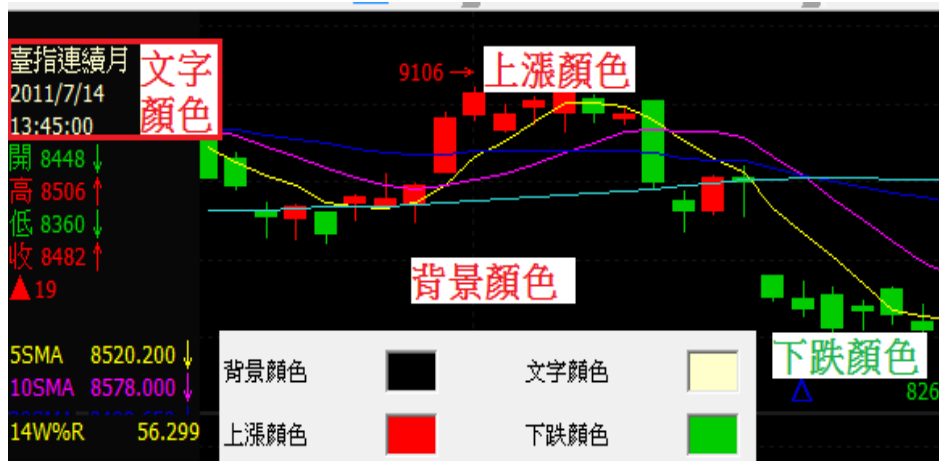 臺指連續月
2011/7/14
13:45:00
文字
顏色
開 8448↓
高 8506↑
低 8360↓
收 8482↑
▲19
5SMA 8520.200↓
10SMA 8578.000↓
14W%R 56.299
9106→
上漲顏色
背景顏色
下跌顏色
826
背景顏色
文字顏色
上漲顏色
下跌顏色